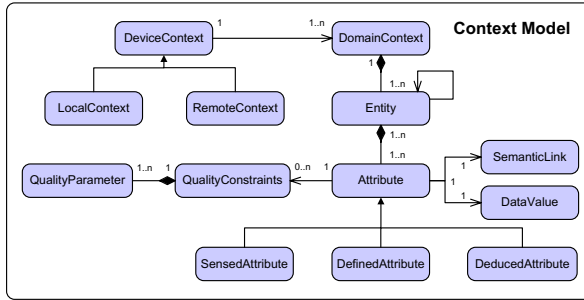 Context Model
DeviceContext
1
1..n
DomainContext
1
1..n
LocalContext
RemoteContext
Entity
1..n
1..n
QualityParameter
1..n
1
QualityConstraints
0..n
1
Attribute
1
1
SemanticLink
1
DataValue
SensedAttribute
DefinedAttribute
DeducedAttribute